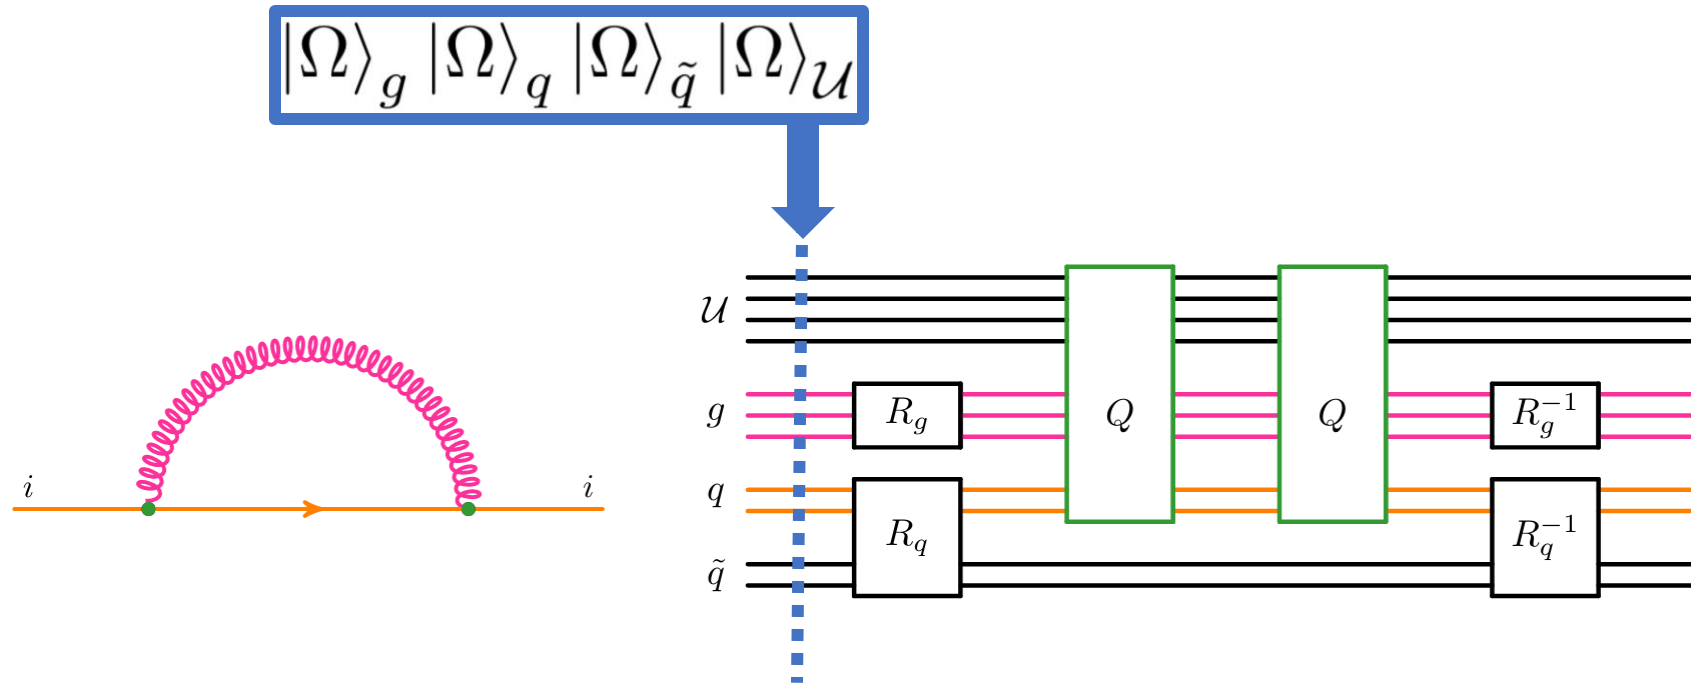 |Ω⟩_g |Ω⟩_q |Ω⟩_q̃ |Ω⟩_𝒰
𝒰
g
R_g
Q
Q
R_g^{-1}
i
i
q
R_q
R_q^{-1}
q̃